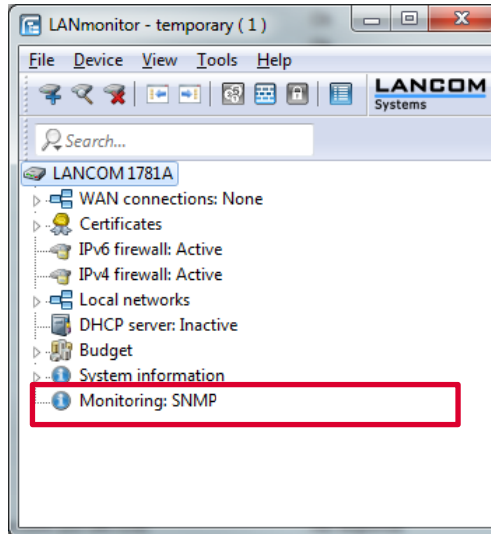 LANmonitor - temporary ( 1 )
File Device View Tools Help
LANCOM
Systems
Search...
LANCOM 1781A
WAN connections: None
Certificates
IPv6 firewall: Active
IPv4 firewall: Active
Local networks
DHCP server: Inactive
Budget
System information
Monitoring: SNMP